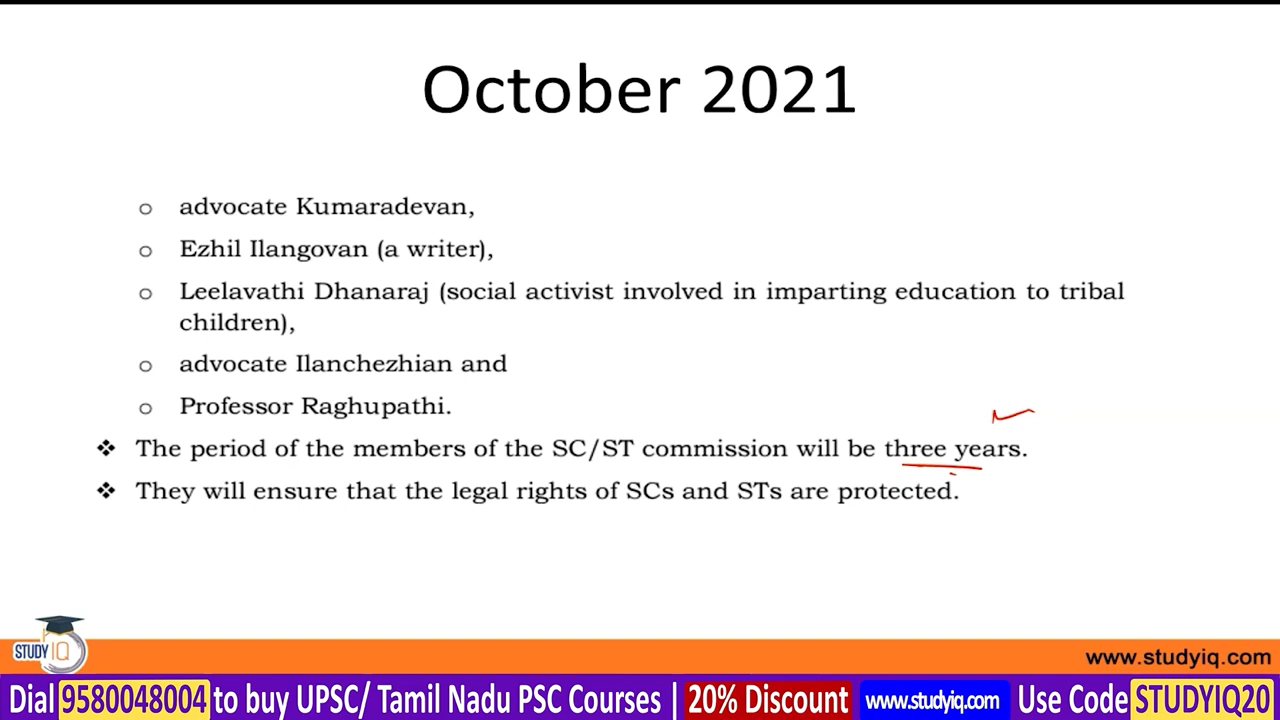 October 2021
o advocate Kumaradevan,
o Ezhil Ilangovan (a writer),
o Leelavathi Dhanaraj (social activist involved in imparting education to tribal
children),
o advocate Ilanchezhian and
o Professor Raghupathi.
❖ The period of the members of the SC/ST commission will be three years.
❖ They will ensure that the legal rights of SCs and STs are protected.
STUDY IQ
www.studyiq.com
Dial 9580048004 to buy UPSC/ Tamil Nadu PSC Courses | 20% Discount www.studyiq.com Use Code STUDYIQ20